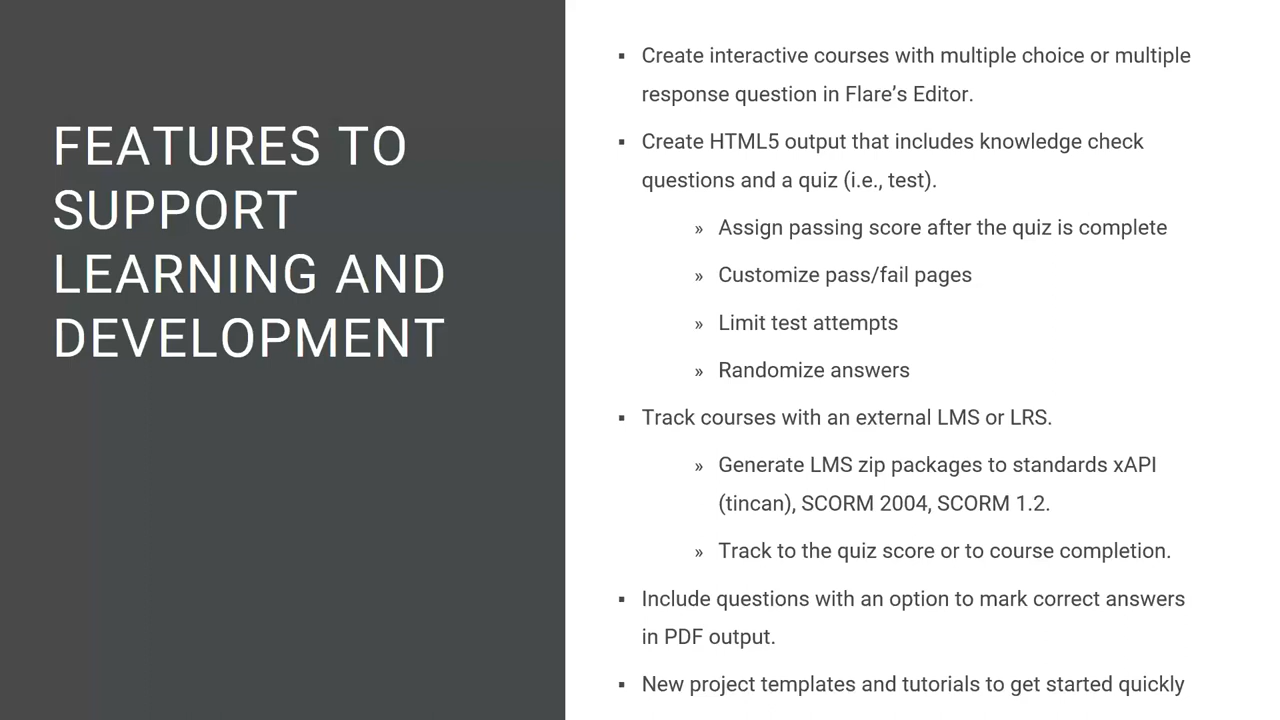 FEATURES TO
SUPPORT
LEARNING AND
DEVELOPMENT
▪ Create interactive courses with multiple choice or multiple
response question in Flare’s Editor.
▪ Create HTML5 output that includes knowledge check
questions and a quiz (i.e., test).
» Assign passing score after the quiz is complete
» Customize pass/fail pages
» Limit test attempts
» Randomize answers
▪ Track courses with an external LMS or LRS.
» Generate LMS zip packages to standards xAPI
(tincan), SCORM 2004, SCORM 1.2.
» Track to the quiz score or to course completion.
▪ Include questions with an option to mark correct answers
in PDF output.
▪ New project templates and tutorials to get started quickly